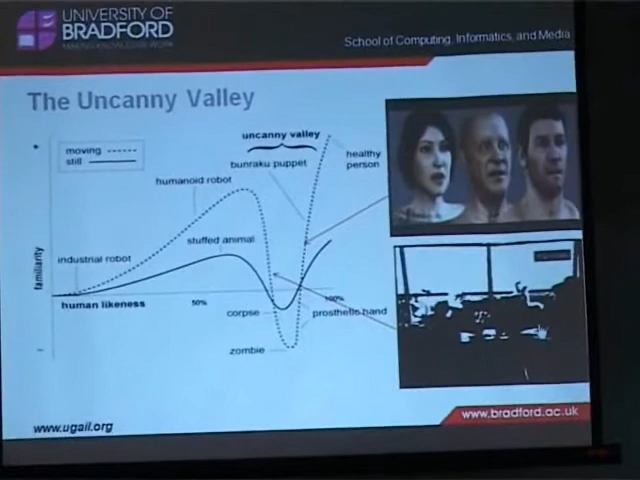 UNIVERSITY OF
BRADFORD
MAKING KNOWLEDGE WORK
School of Computing, Informatics, and Media
The Uncanny Valley
moving
still
uncanny valley
bunraku puppet
healthy
person
humanoid robot
stuffed animal
industrial robot
familiarity
human likeness
50%
100%
corpse
prosthetic hand
zombie
www.ugail.org
www.bradford.ac.uk